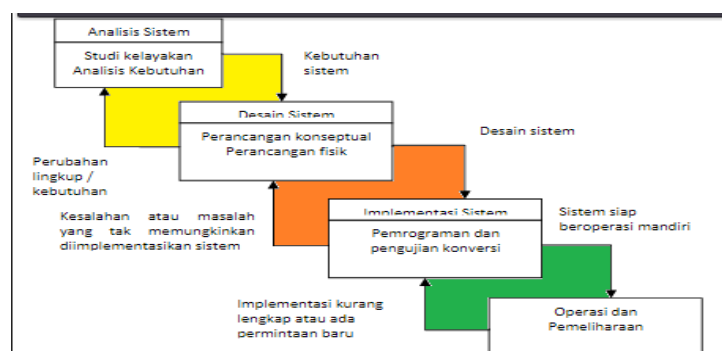 Analisis Sistem
Studi kelayakan
Analisis Kebutuhan
Kebutuhan
sistem
Desain Sistem
Perancangan konseptual
Perancangan fisik
Desain sistem
Perubahan
lingkup /
kebutuhan
Kesalahan atau masalah
yang tak memungkinkan
diimplementasikan sistem
Implementasi Sistem
Pemrograman dan
pengujian konversi
Sistem siap
beroperasi mandiri
Implementasi kurang
lengkap atau ada
permintaan baru
Operasi dan
Pemeliharaan